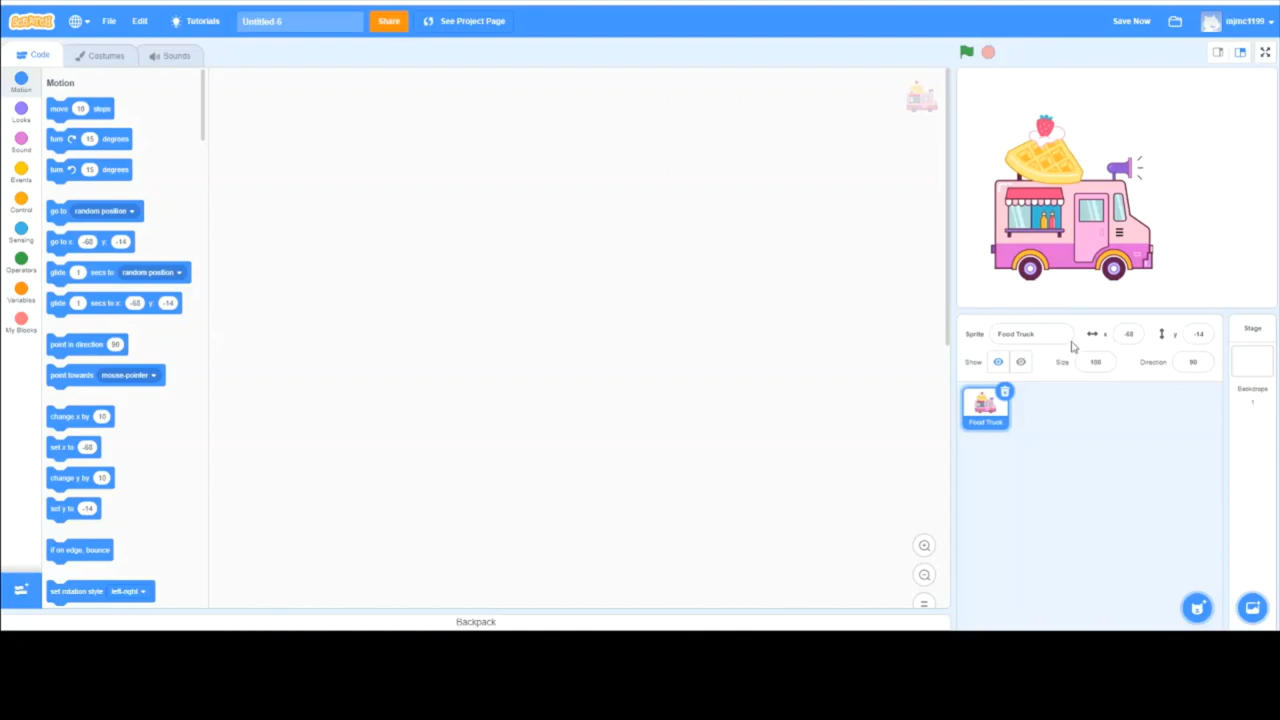 SCRATCH
File
Edit
Tutorials
Untitled-6
Share
See Project Page
Save Now
mjmc1199
Code
Costumes
Sounds
Motion
Looks
Sound
Events
Control
Sensing
Operators
Variables
My Blocks
Motion
move 10 steps
turn 15 degrees
turn 15 degrees
go to random position
go to x: -68 y: -14
glide 1 secs to random position
glide 1 secs to x: -68 y: -14
point in direction 90
point towards mouse-pointer
change x by 10
set x to -68
change y by 10
set y to -14
if on edge, bounce
set rotation style left-right
Backpack
Sprite Food Truck x -68 y -14
Show Size 100 Direction 90
Food Truck
Stage
Backdrops
1